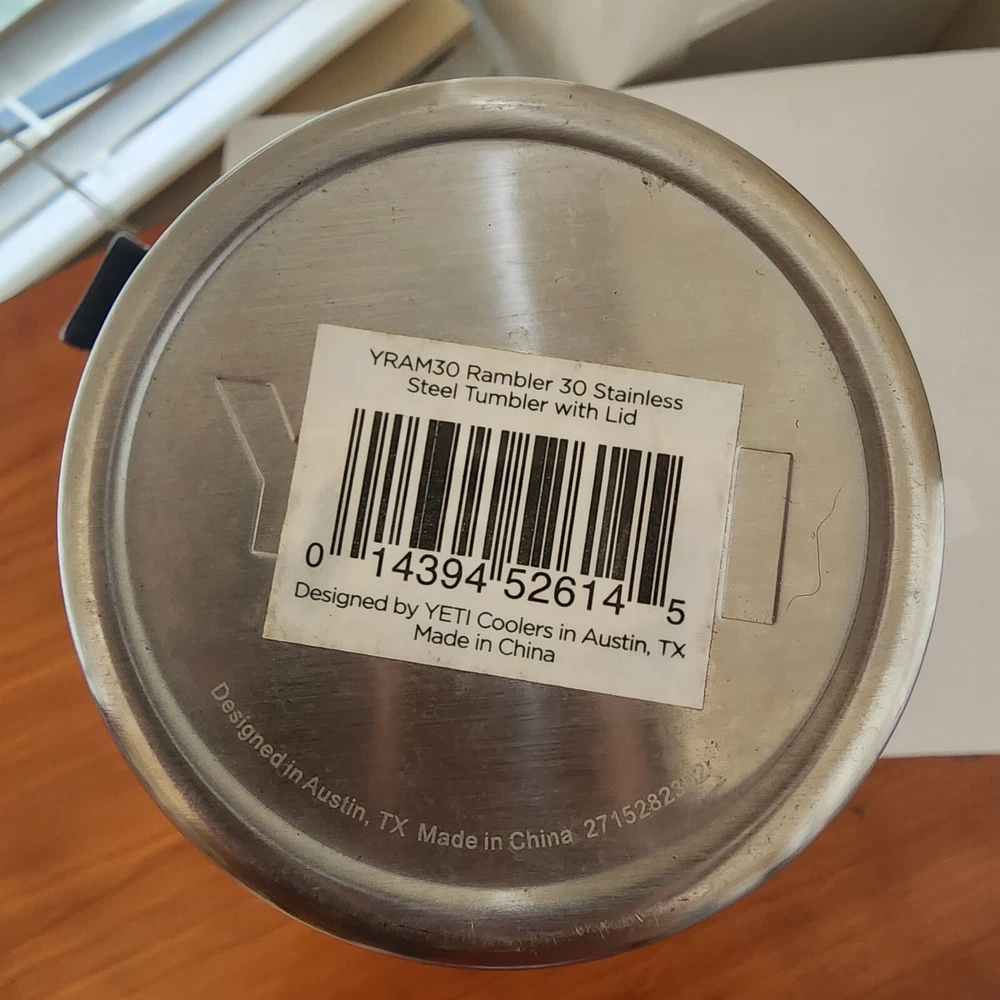 YRAM30 Rambler 30 Stainless
Steel Tumbler with Lid
0 14394 52614 5
Designed by YETI Coolers in Austin, TX
Made in China
Designed in Austin, TX Made in China